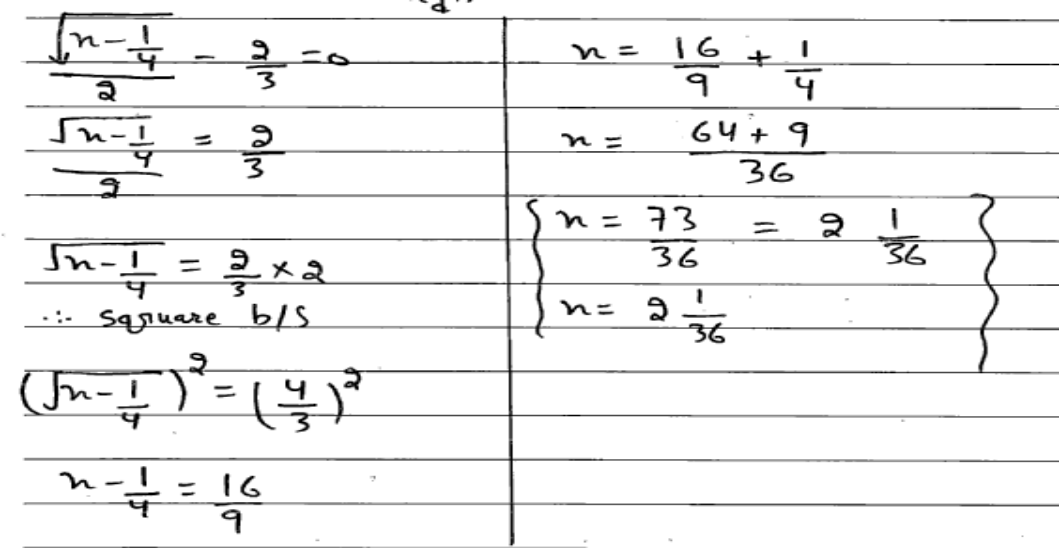 √(n - 1/4) / 2 - 2/3 = 0
√(n - 1/4) / 2 = 2/3
√(n - 1/4) = 2/3 × 2
∴ sqruare b/s
(√(n - 1/4))² = (4/3)²
n - 1/4 = 16/9
n = 16/9 + 1/4
n = (64 + 9)/36
n = 73/36 = 2 1/36
n = 2 1/36